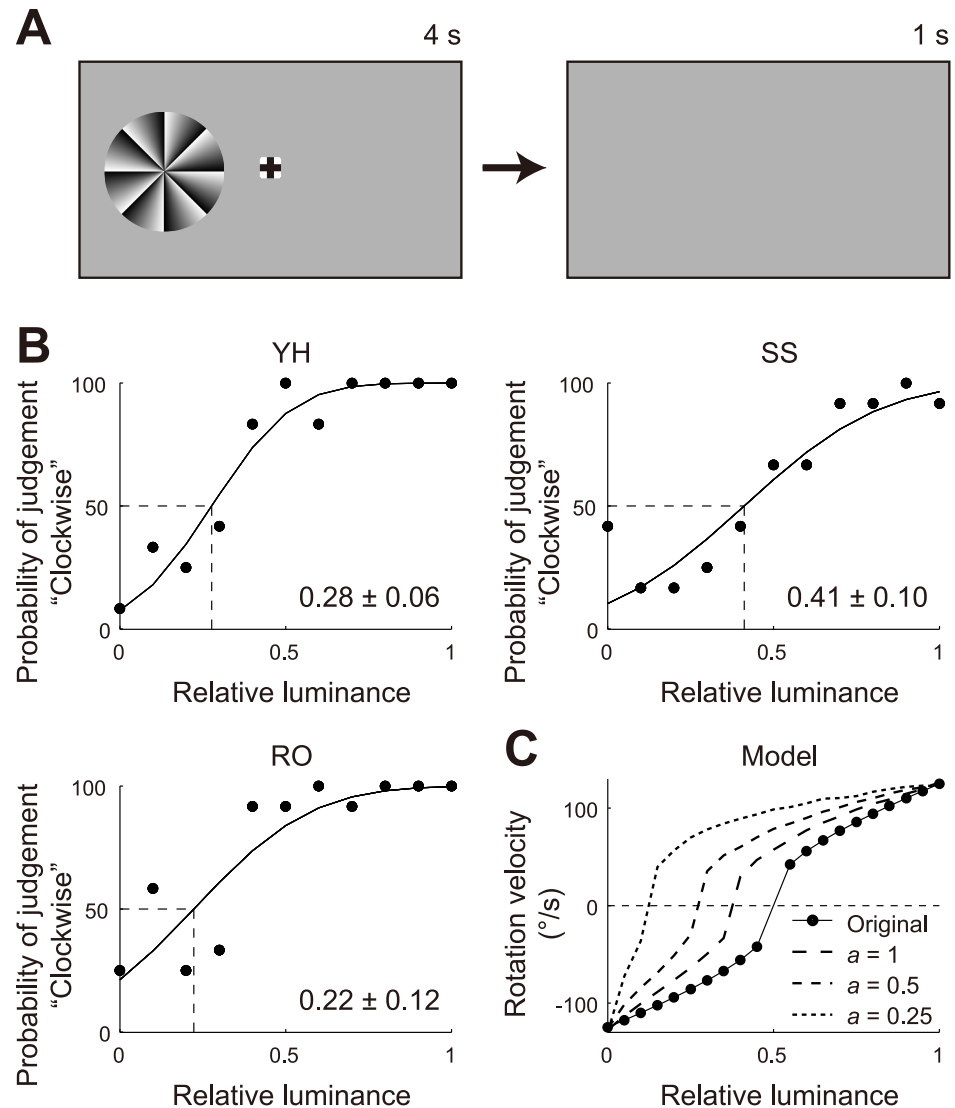 A
4 s
1 s
B
YH
Probability of judgement
“Clockwise”
100
50
0
0
0.5
1
0.28 ± 0.06
Relative luminance
SS
Probability of judgement
“Clockwise”
100
50
0
0
0.5
1
0.41 ± 0.10
Relative luminance
RO
Probability of judgement
“Clockwise”
100
50
0
0
0.5
1
0.22 ± 0.12
Relative luminance
C
Model
Rotation velocity
(°/s)
100
0
-100
0
0.5
1
Original
a = 1
a = 0.5
a = 0.25
Relative luminance